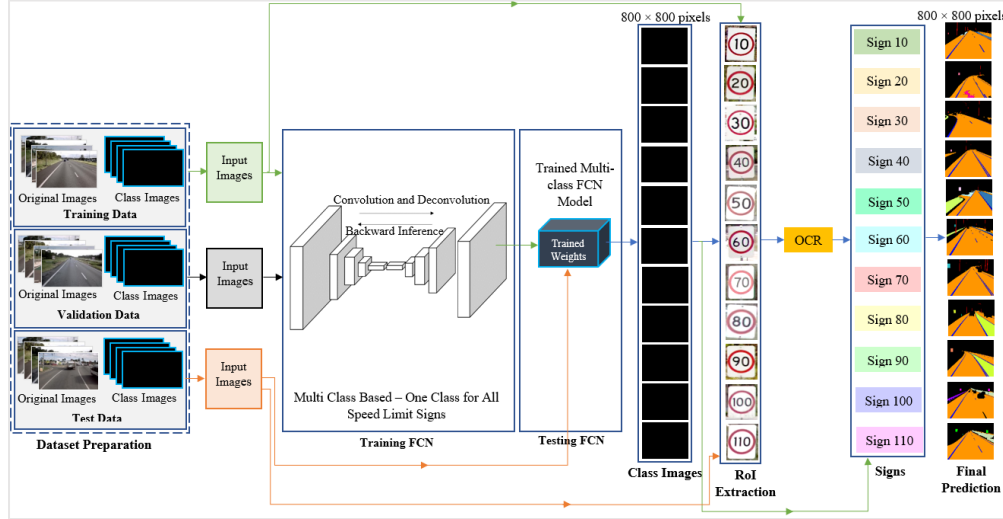 800 × 800 pixels
800 × 800 pixels
Original Images
Class Images
Training Data
Original Images
Class Images
Validation Data
Original Images
Class Images
Test Data
Dataset Preparation
Input
Images
Input
Images
Input
Images
Convolution and Deconvolution
Backward Inference
Multi Class Based – One Class for All
Speed Limit Signs
Training FCN
Trained Multi-
class FCN
Model
Trained
Weights
Testing FCN
Class Images
10
20
30
40
50
60
70
80
90
100
110
RoI
Extraction
OCR
Sign 10
Sign 20
Sign 30
Sign 40
Sign 50
Sign 60
Sign 70
Sign 80
Sign 90
Sign 100
Sign 110
Signs
Final
Prediction